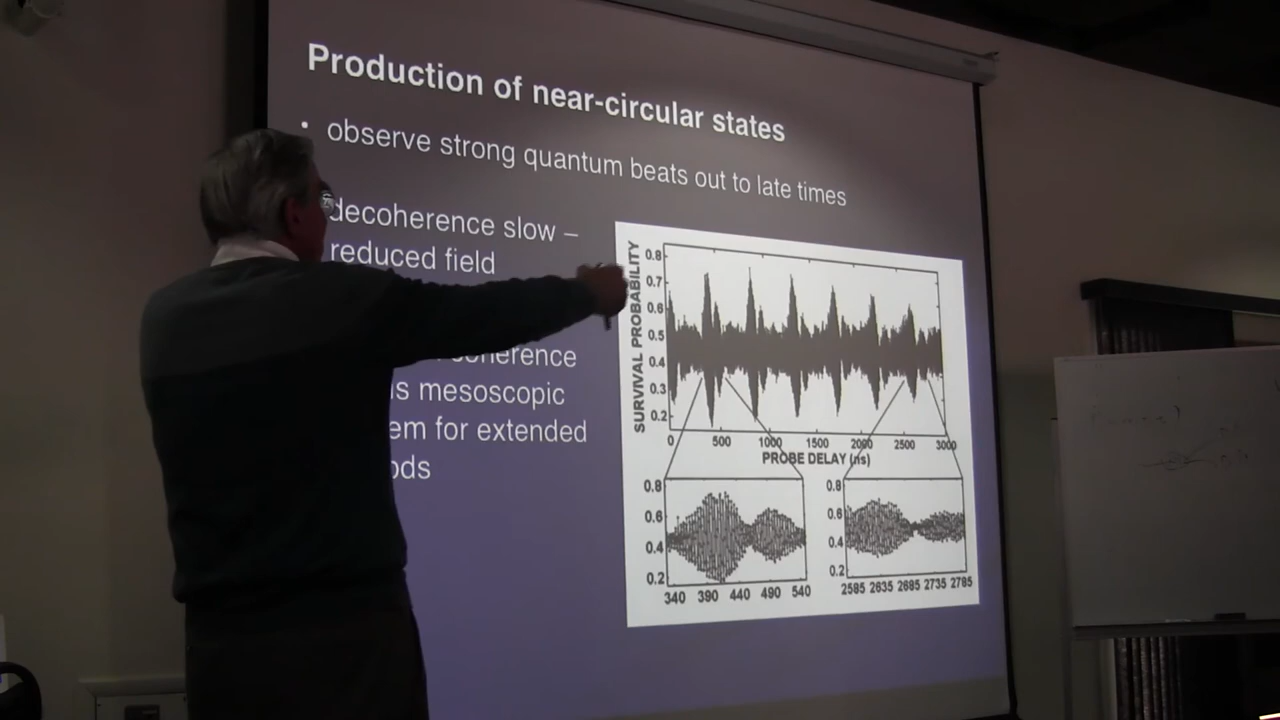 Production of near-circular states
• observe strong quantum beats out to late times
decoherence slow –
reduced field
is mesoscopic
for extended
SURVIVAL PROBABILITY
0.8
0.7
0.6
0.5
0.4
0.3
0.2
0 500 1000 1500 2000 2500 3000
PROBE DELAY (ns)
0.8
0.6
0.4
0.2
340 390 440 490 540
0.8
0.6
0.4
0.2
2585 2635 2685 2735 2785